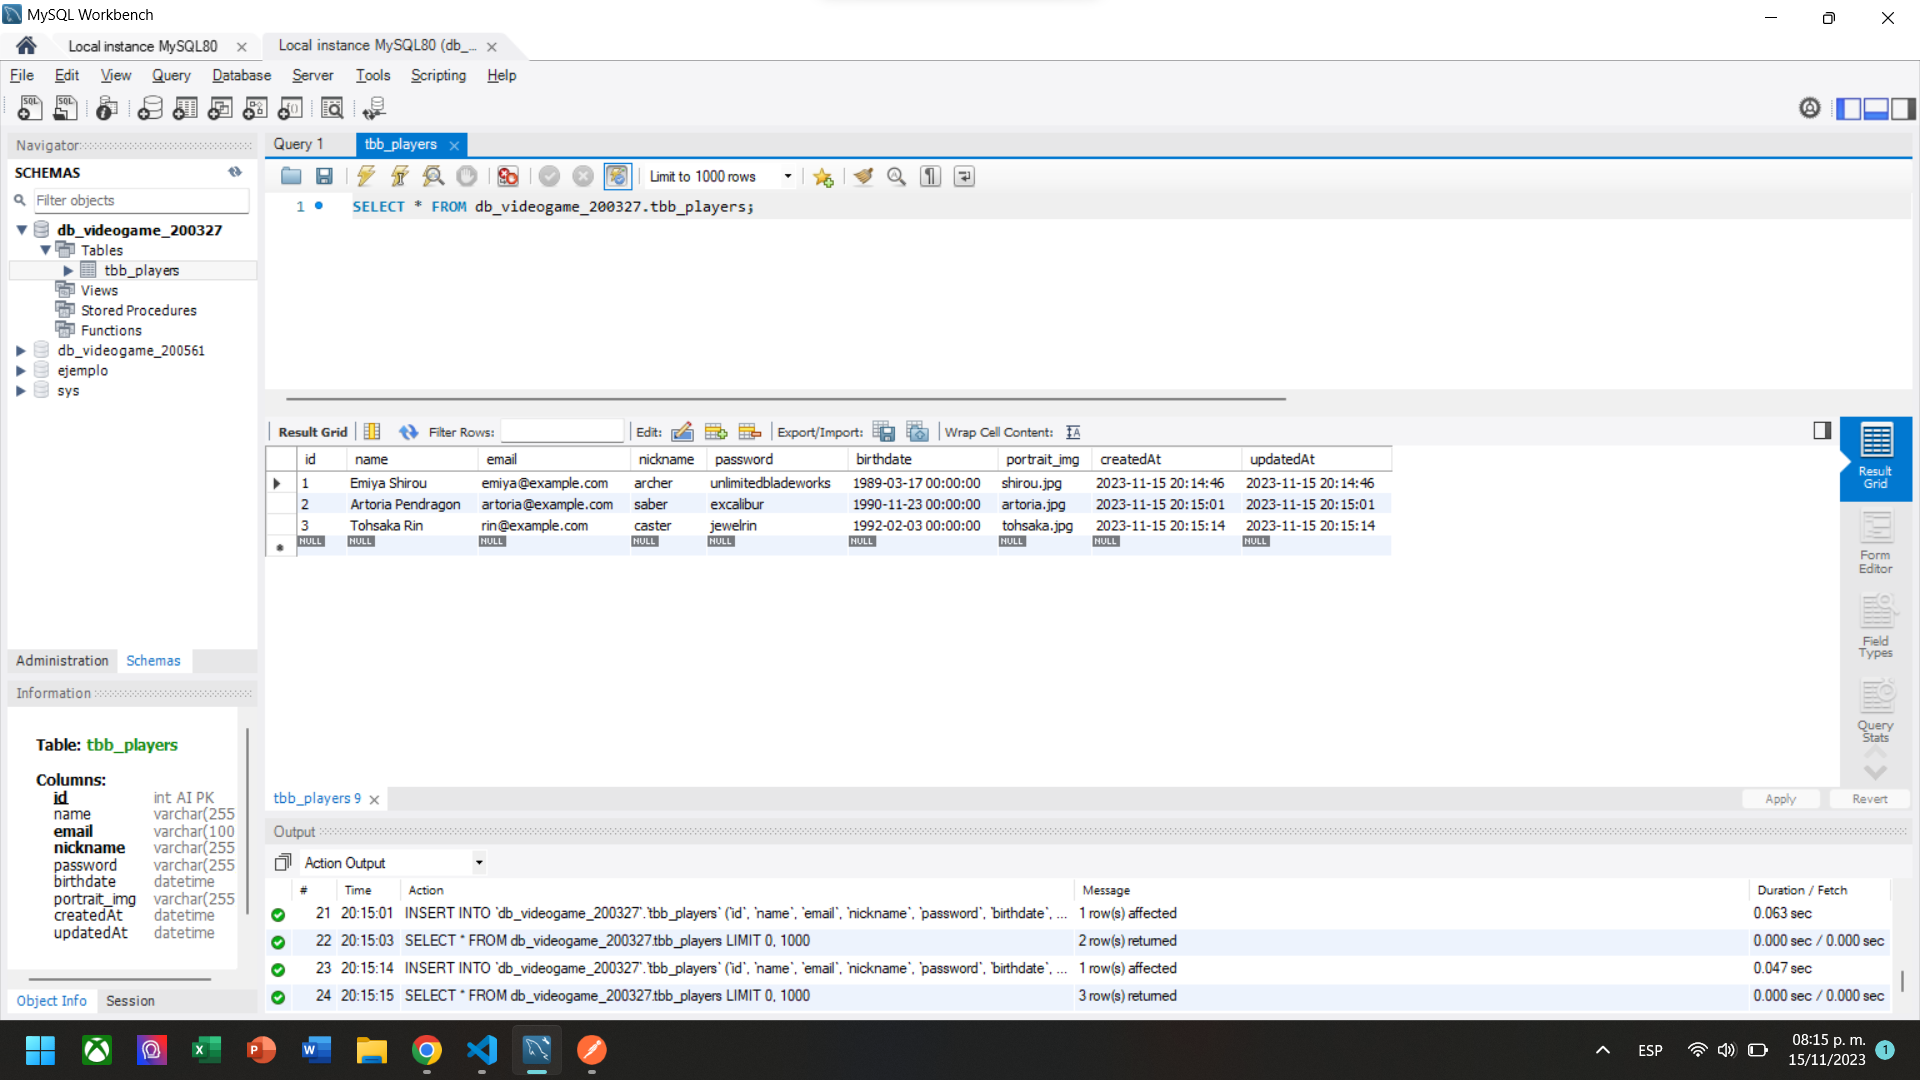 MySQL Workbench
Local instance MySQL80
Local instance MySQL80 (db_...
File Edit View Query Database Server Tools Scripting Help
Navigator
SCHEMAS
Filter objects
db_videogame_200327
Tables
tbb_players
Views
Stored Procedures
Functions
db_videogame_200561
ejemplo
sys
Administration Schemas
Information
Table: tbb_players
Columns:
id int AI PK
name varchar(255
email varchar(100
nickname varchar(255
password varchar(255
birthdate datetime
portrait_img varchar(255
createdAt datetime
updatedAt datetime
Object Info Session
Query 1 tbb_players
Limit to 1000 rows
1 SELECT * FROM db_videogame_200327.tbb_players;
Result Grid Filter Rows: Edit: Export/Import: Wrap Cell Content:
id name email nickname password birthdate portrait_img createdAt updatedAt
1 Emiya Shirou emiya@example.com archer unlimitedbladeworks 1989-03-17 00:00:00 shirou.jpg 2023-11-15 20:14:46 2023-11-15 20:14:46
2 Artoria Pendragon artoria@example.com saber excalibur 1990-11-23 00:00:00 artoria.jpg 2023-11-15 20:15:01 2023-11-15 20:15:01
3 Tohsaka Rin rin@example.com caster jewelrin 1992-02-03 00:00:00 tohsaka.jpg 2023-11-15 20:15:14 2023-11-15 20:15:14
NULL NULL NULL NULL NULL NULL NULL NULL NULL
Result
Grid
Form
Editor
Field
Types
Query
Stats
tbb_players 9
Apply Revert
Output
Action Output
# Time Action Message Duration / Fetch
21 20:15:01 INSERT INTO `db_videogame_200327`.`tbb_players` (`id`, `name`, `email`, `nickname`, `password`, `birthdate`, ... 1 row(s) affected 0.063 sec
22 20:15:03 SELECT * FROM db_videogame_200327.tbb_players LIMIT 0, 1000 2 row(s) returned 0.000 sec / 0.000 sec
23 20:15:14 INSERT INTO `db_videogame_200327`.`tbb_players` (`id`, `name`, `email`, `nickname`, `password`, `birthdate`, ... 1 row(s) affected 0.047 sec
24 20:15:15 SELECT * FROM db_videogame_200327.tbb_players LIMIT 0, 1000 3 row(s) returned 0.000 sec / 0.000 sec
ESP
08:15 p. m.
15/11/2023
1